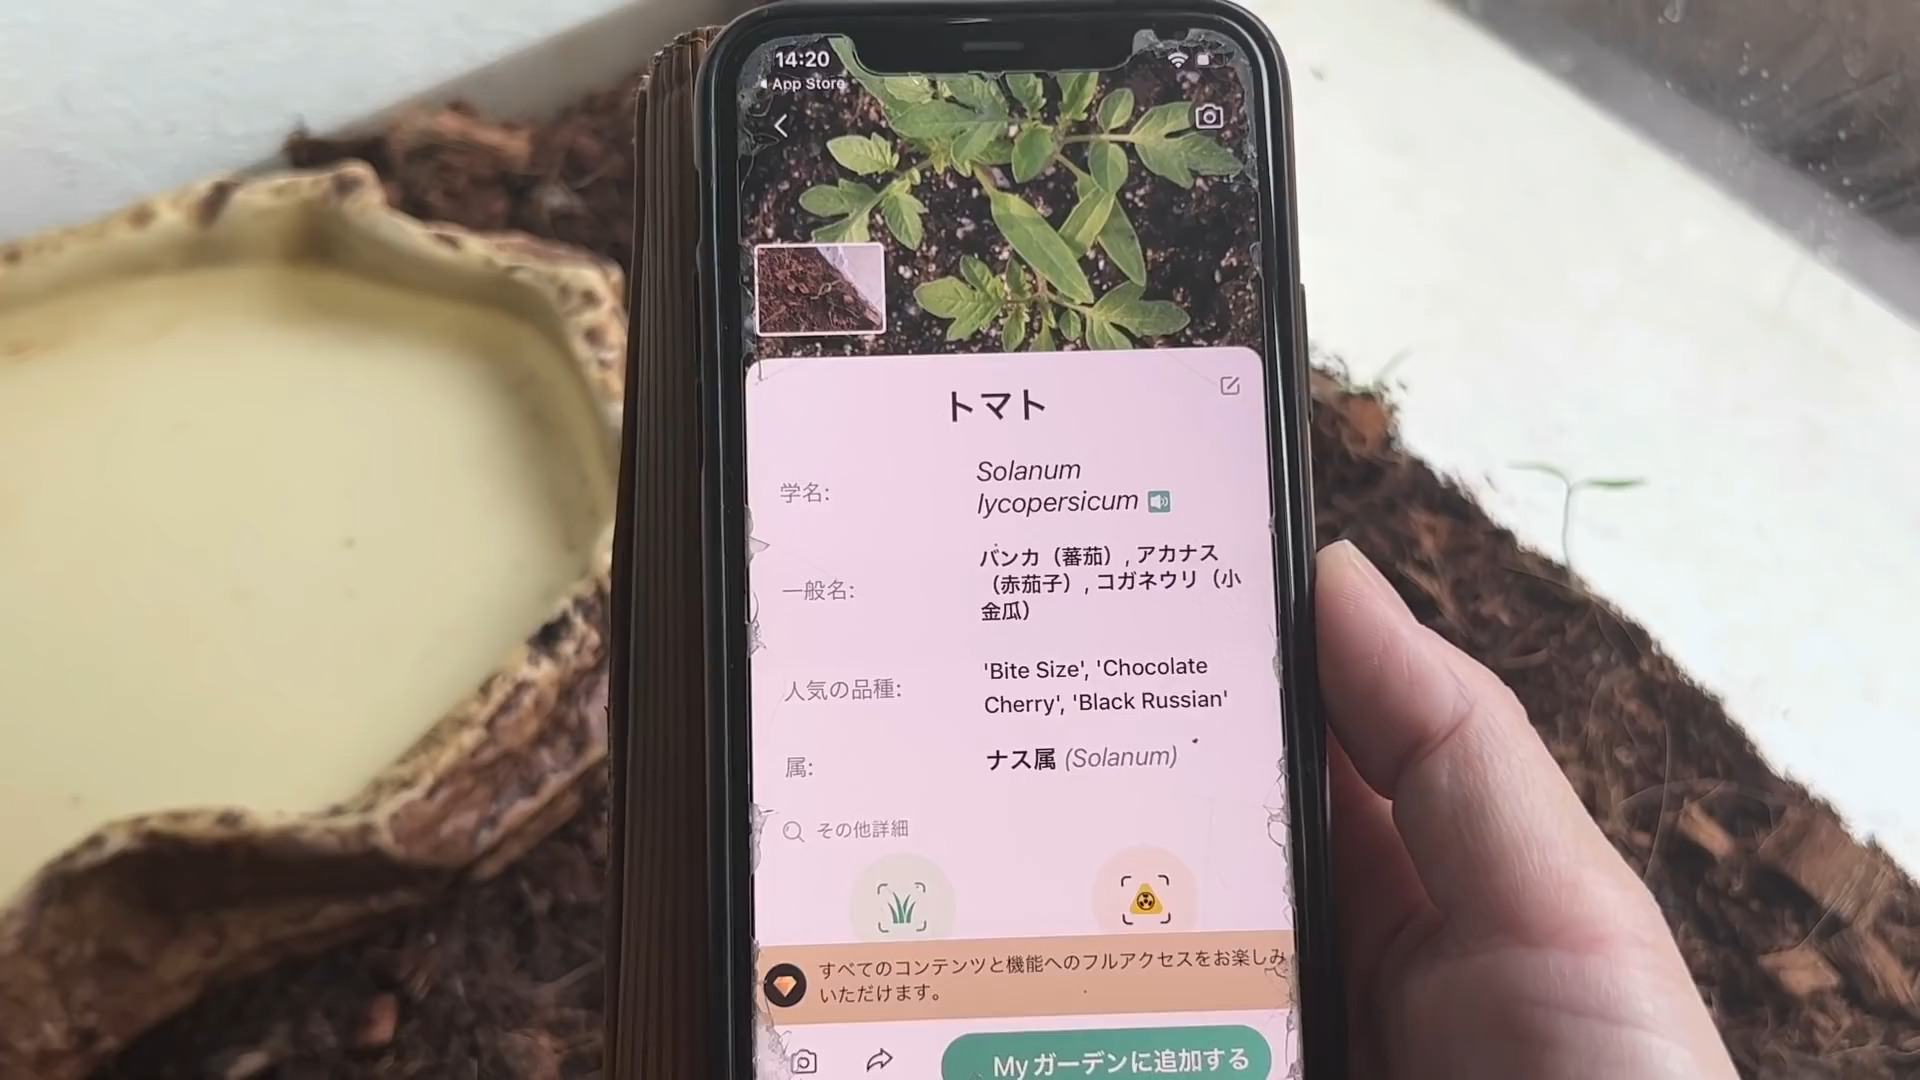 14:20
App Store
トマト
学名:
Solanum
lycopersicum
一般名:
バンカ（蕃茄）, アカナス
（赤茄子）, コガネウリ（小
金瓜）
人気の品種:
'Bite Size', 'Chocolate
Cherry', 'Black Russian'
属:
ナス属 (Solanum)
その他詳細
すべてのコンテンツと機能へのフルアクセスをお楽しみ
いただけます。
Myガーデンに追加する